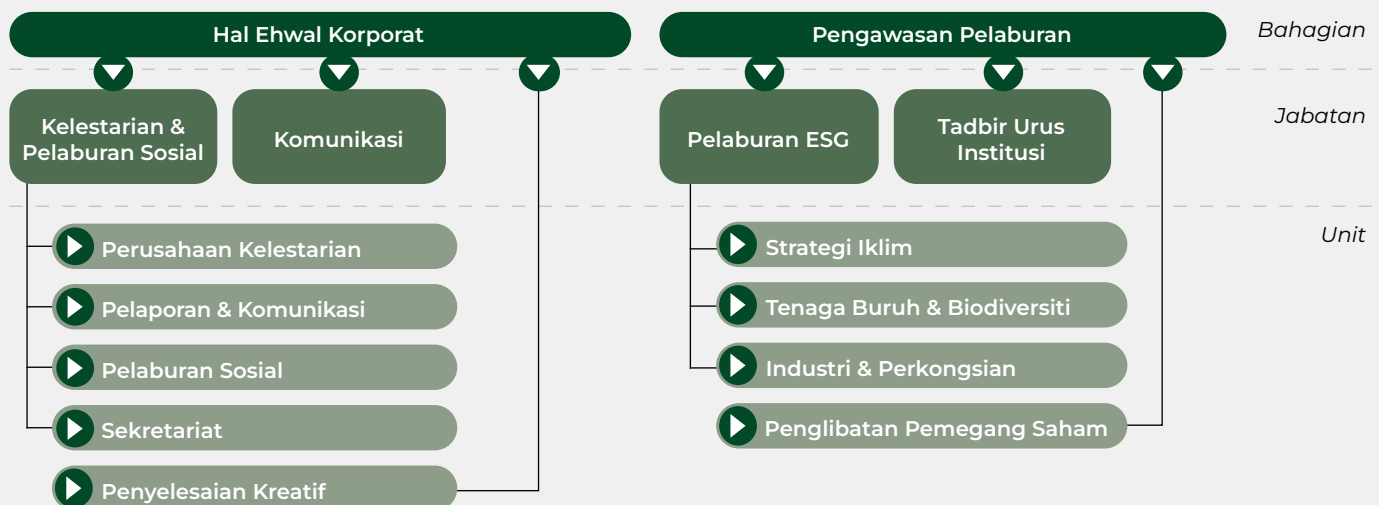 Hal Ehwal Korporat
Pengawasan Pelaburan
Bahagian
Kelestarian &
Pelaburan Sosial
Komunikasi
Pelaburan ESG
Tadbir Urus
Institusi
Jabatan
Perusahaan Kelestarian
Pelaporan & Komunikasi
Pelaburan Sosial
Sekretariat
Penyelesaian Kreatif
Strategi Iklim
Tenaga Buruh & Biodiversiti
Industri & Perkongsian
Penglibatan Pemegang Saham
Unit